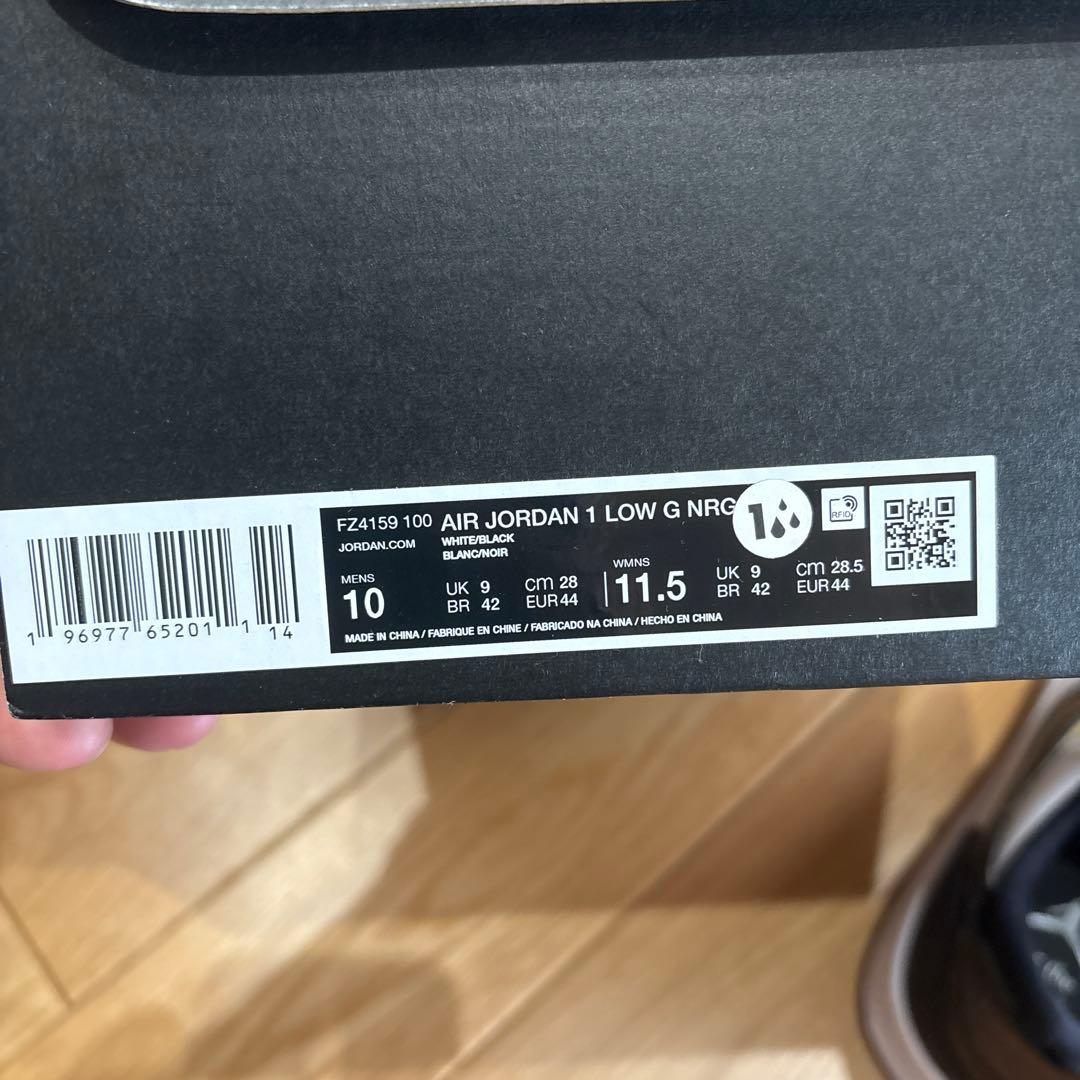 FZ4159 100 AIR JORDAN 1 LOW G NRG
JORDAN.COM
WHITE/BLACK
BLANC/NOIR
1
RFID
MENS
10
UK 9
BR 42
cm 28
EUR 44
WMNS
11.5
UK 9
BR 42
cm 28.5
EUR 44
MADE IN CHINA / FABRIQUE EN CHINE / FABRICADO NA CHINA / HECHO EN CHINA
1 96977 65201 1 14